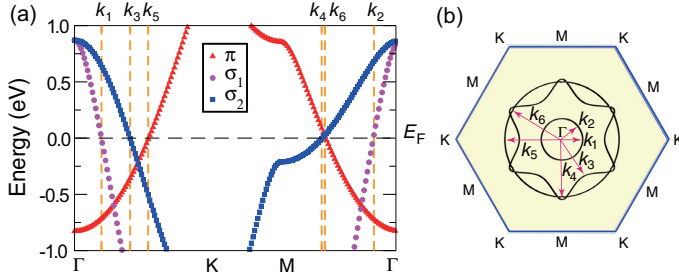 (a)
k1 k3 k5 k4 k6 k2
1.0
0.5
0.0
-0.5
-1.0
Energy (eV)
π
σ1
σ2
EF
Γ K M Γ
(b)
K M K
M M
k6 k2
Γ
K k1 K
k5 k3
k4
M M
K M K